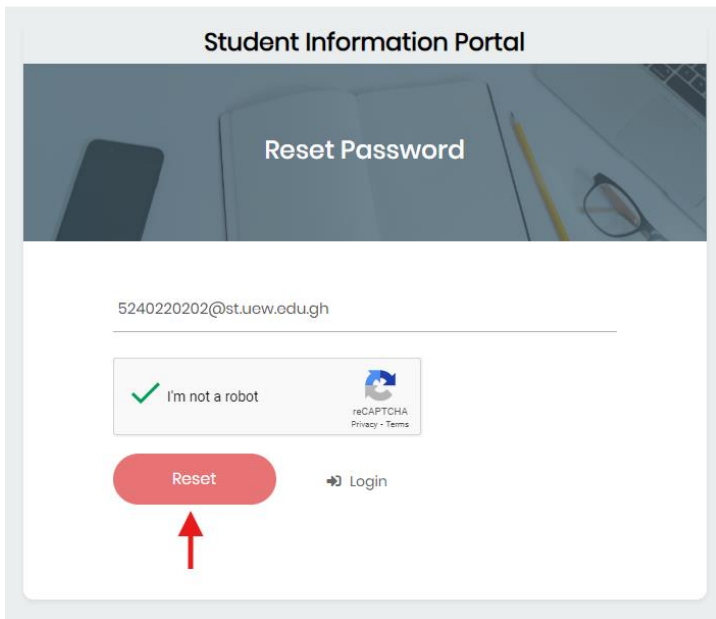 Student Information Portal
Reset Password
5240220202@st.uew.edu.gh
I'm not a robot
reCAPTCHA
Privacy - Terms
Reset
Login